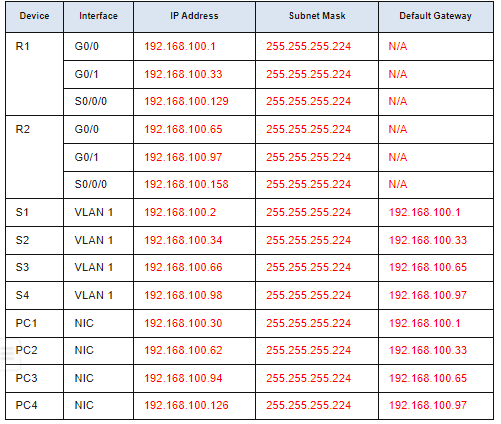 Device Interface IP Address Subnet Mask Default Gateway
R1 G0/0 192.168.100.1 255.255.255.224 N/A
G0/1 192.168.100.33 255.255.255.224 N/A
S0/0/0 192.168.100.129 255.255.255.224 N/A
R2 G0/0 192.168.100.65 255.255.255.224 N/A
G0/1 192.168.100.97 255.255.255.224 N/A
S0/0/0 192.168.100.158 255.255.255.224 N/A
S1 VLAN 1 192.168.100.2 255.255.255.224 192.168.100.1
S2 VLAN 1 192.168.100.34 255.255.255.224 192.168.100.33
S3 VLAN 1 192.168.100.66 255.255.255.224 192.168.100.65
S4 VLAN 1 192.168.100.98 255.255.255.224 192.168.100.97
PC1 NIC 192.168.100.30 255.255.255.224 192.168.100.1
PC2 NIC 192.168.100.62 255.255.255.224 192.168.100.33
PC3 NIC 192.168.100.94 255.255.255.224 192.168.100.65
PC4 NIC 192.168.100.126 255.255.255.224 192.168.100.97